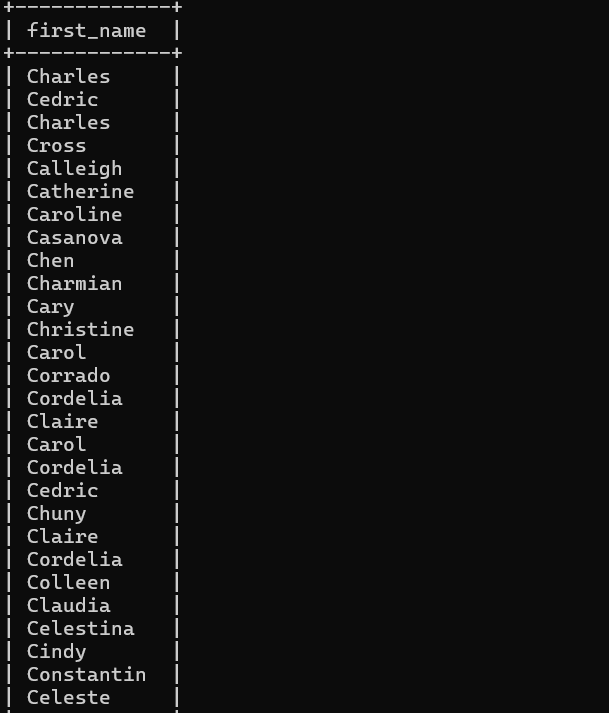 +-------------+
| first_name  |
+-------------+
| Charles     |
| Cedric      |
| Charles     |
| Cross       |
| Calleigh    |
| Catherine   |
| Caroline    |
| Casanova    |
| Chen        |
| Charmian    |
| Cary        |
| Christine   |
| Carol       |
| Corrado     |
| Cordelia    |
| Claire      |
| Carol       |
| Cordelia    |
| Cedric      |
| Chuny       |
| Claire      |
| Cordelia    |
| Colleen     |
| Claudia     |
| Celestina   |
| Cindy       |
| Constantin  |
| Celeste     |